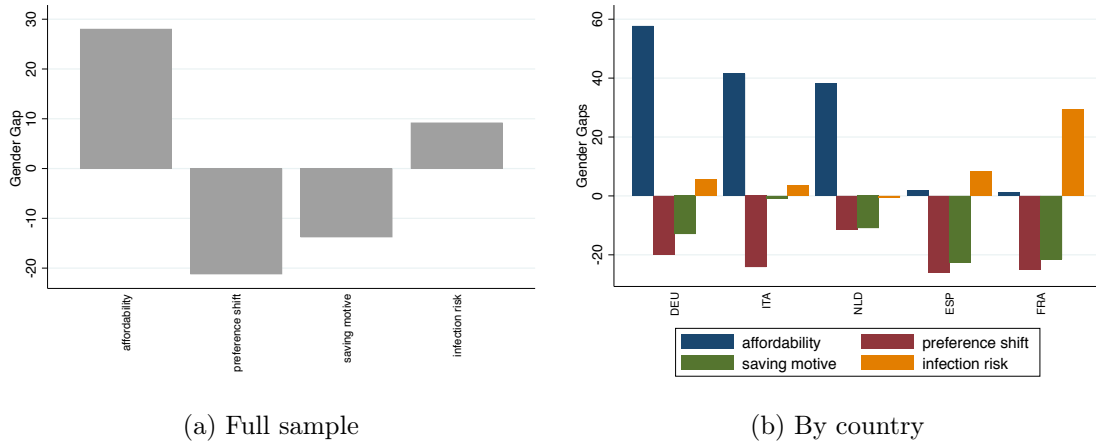 Gender Gap
30
20
10
0
-10
-20
affordability
preference shift
saving motive
infection risk
(a) Full sample
Gender Gaps
60
40
20
0
-20
DEU
ITA
NLD
ESP
FRA
affordability
preference shift
saving motive
infection risk
(b) By country